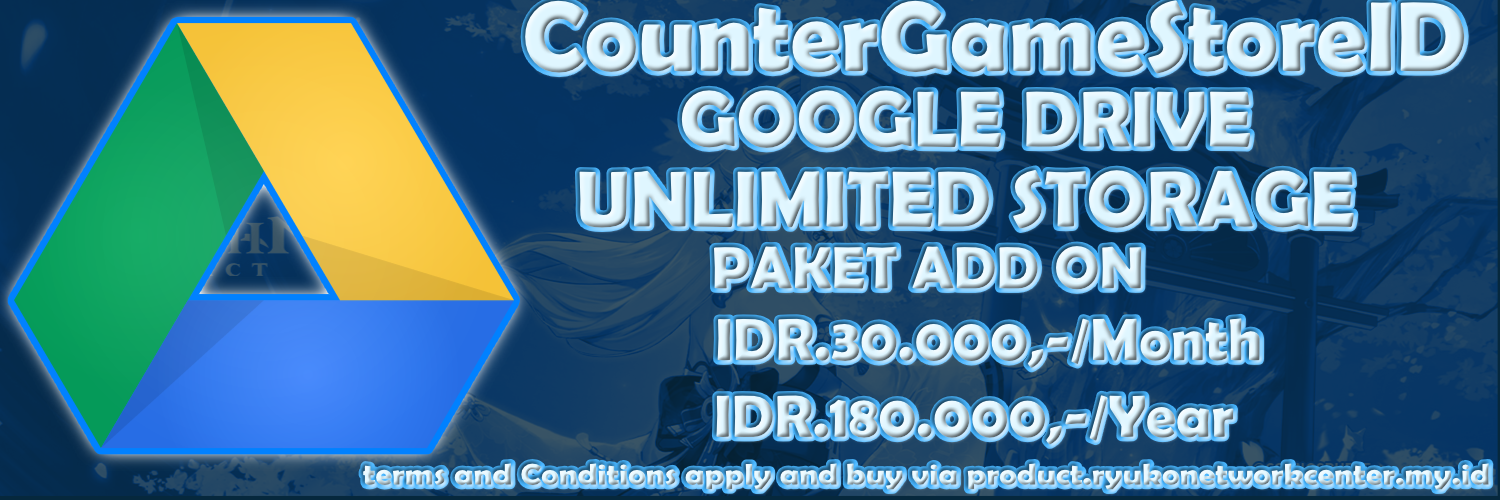 CounterGameStoreID
GOOGLE DRIVE
UNLIMITED STORAGE
PAKET ADD ON
IDR.30.000,-/Month
IDR.180.000,-/Year
terms and Conditions apply and buy via product.ryukonetworkcenter.my.id